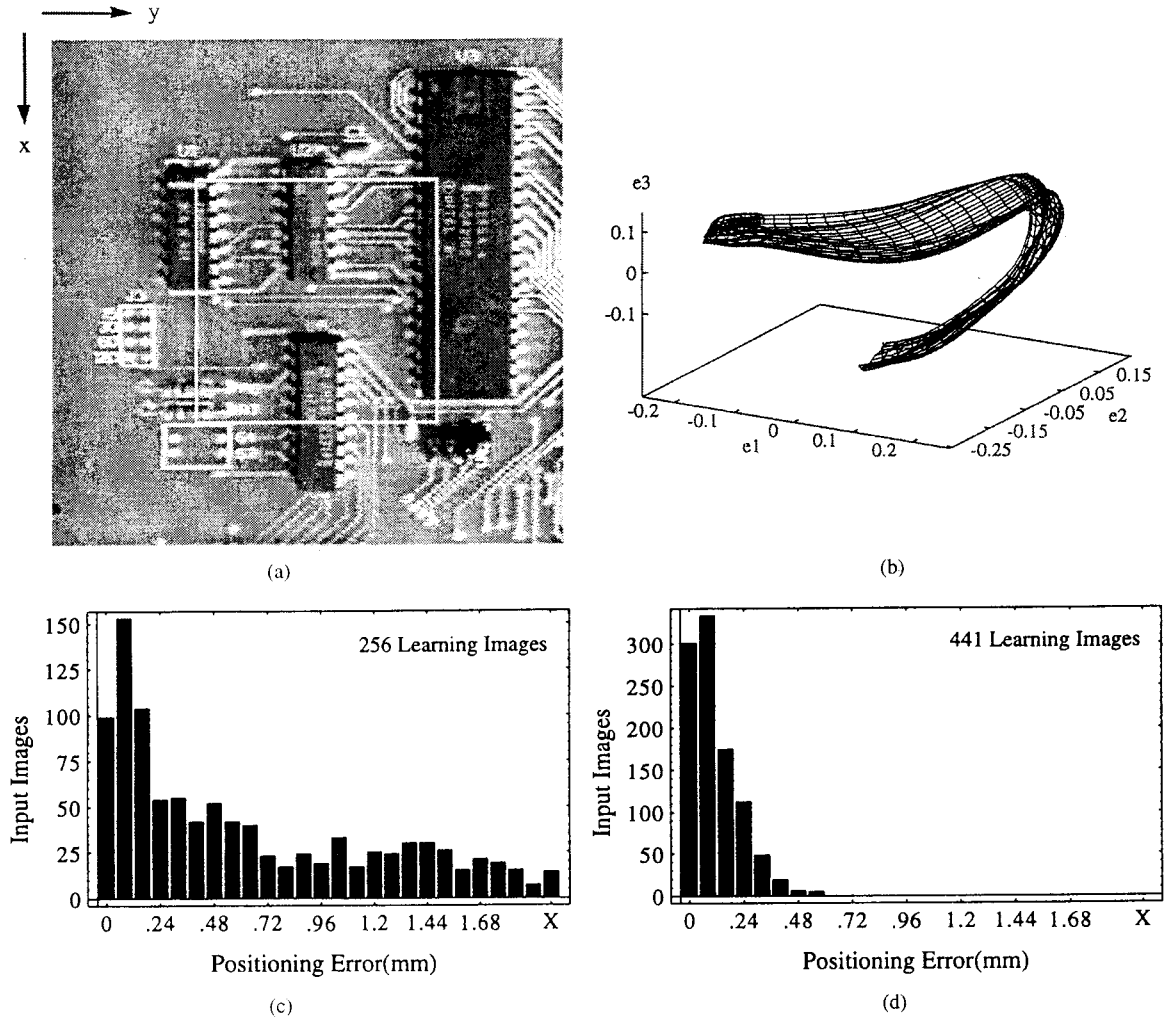 y
x
(a)
e3
0.1
0
-0.1
-0.2
-0.1
0
0.1
0.2
e1
-0.25
-0.15
-0.05
0.05
0.15
e2
(b)
256 Learning Images
150
125
100
75
50
25
0
Input Images
0 .24 .48 .72 .96 1.2 1.44 1.68 X
Positioning Error(mm)
(c)
441 Learning Images
300
250
200
150
100
50
0
Input Images
0 .24 .48 .72 .96 1.2 1.44 1.68 X
Positioning Error(mm)
(d)